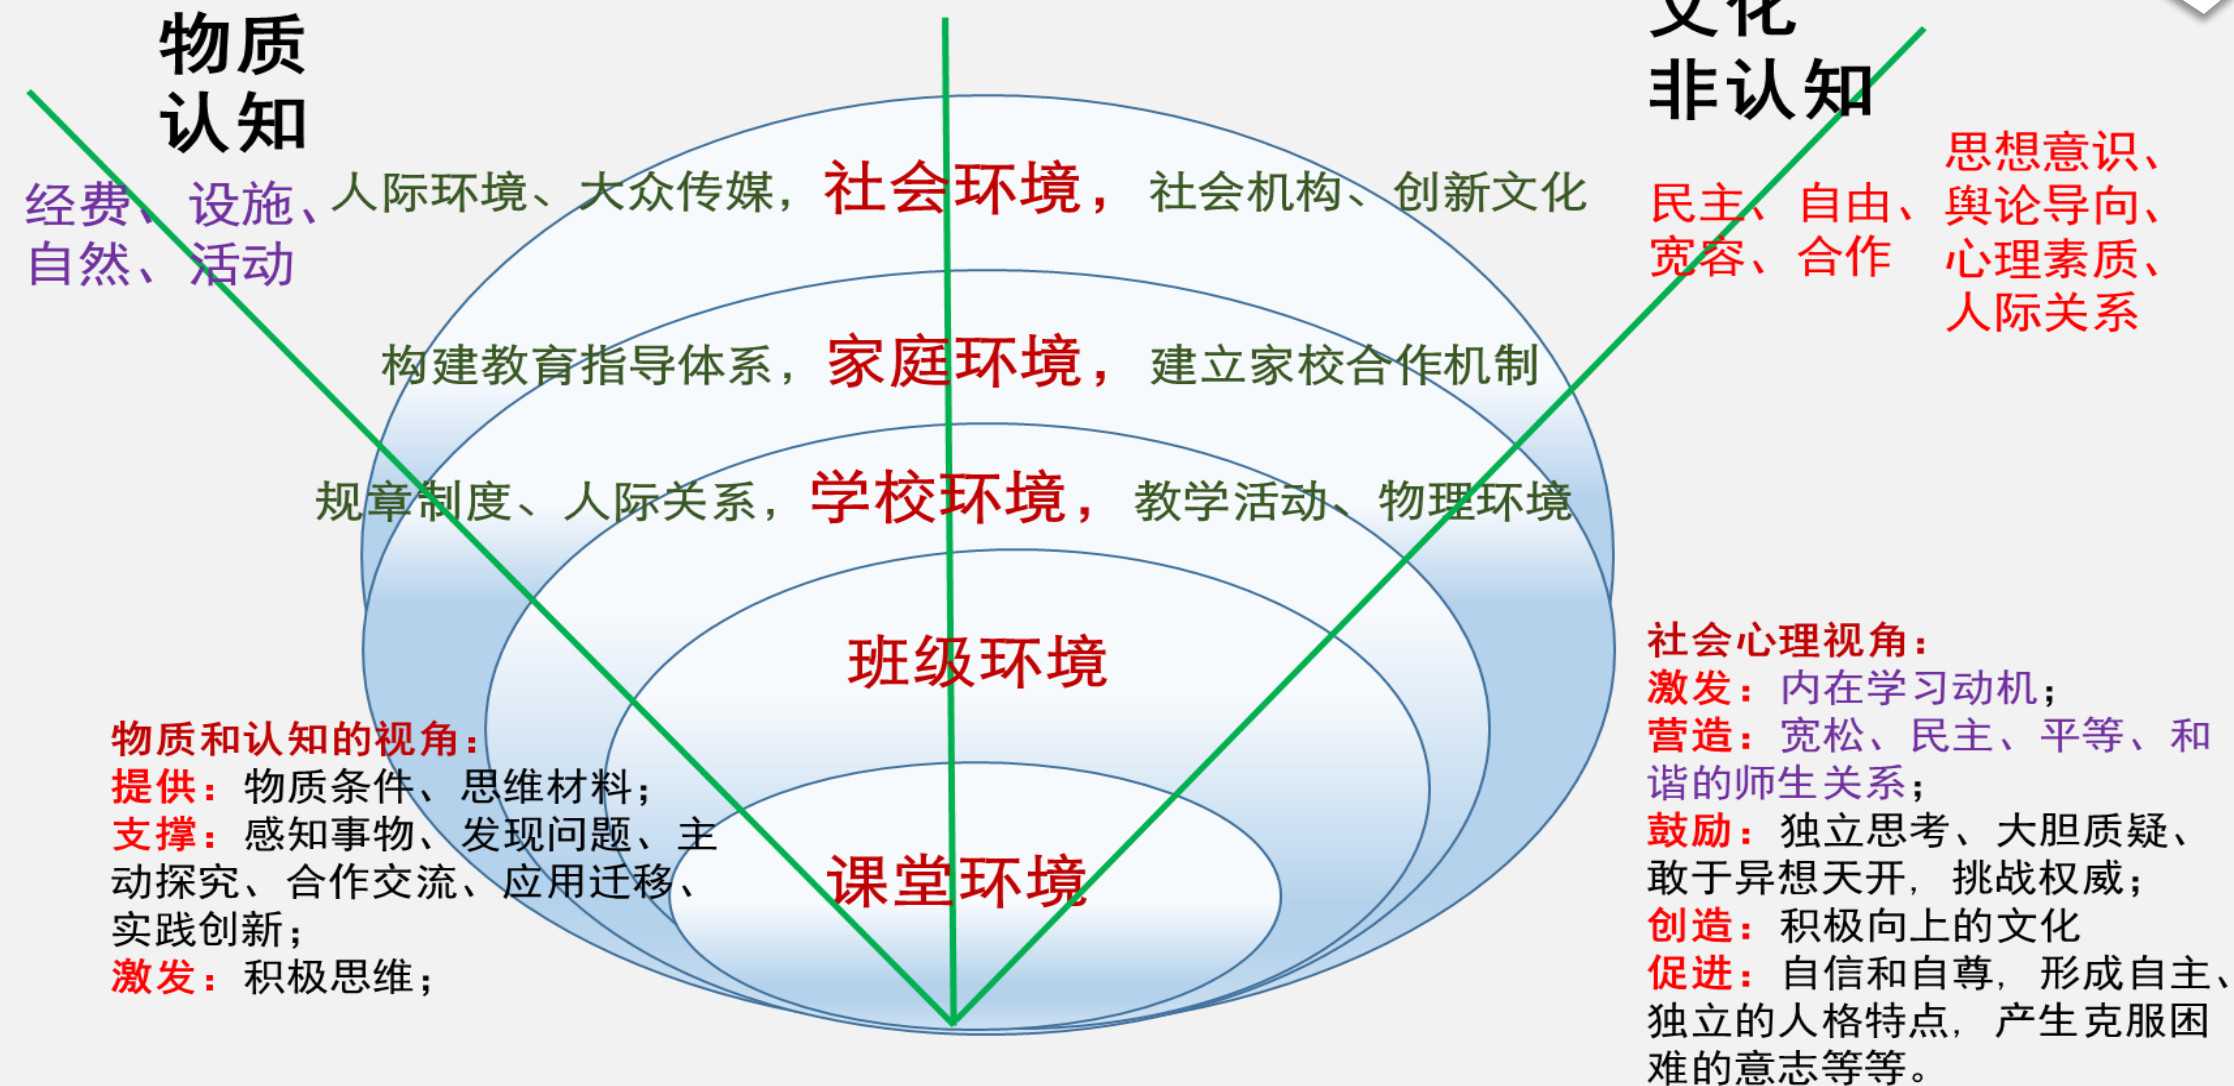 物质
认知
文化
非认知
经费、设施、
自然、活动
人际环境、大众传媒，社会环境，社会机构、创新文化
民主、自由、
宽容、合作
思想意识、
舆论导向、
心理素质、
人际关系
构建教育指导体系，家庭环境，建立家校合作机制
规章制度、人际关系，学校环境，教学活动、物理环境
班级环境
课堂环境
物质和认知的视角：
提供：物质条件、思维材料；
支撑：感知事物、发现问题、主
动探究、合作交流、应用迁移、
实践创新；
激发：积极思维；
社会心理视角：
激发：内在学习动机；
营造：宽松、民主、平等、和
谐的师生关系；
鼓励：独立思考、大胆质疑、
敢于异想天开，挑战权威；
创造：积极向上的文化
促进：自信和自尊，形成自主、
独立的人格特点，产生克服困
难的意志等等。